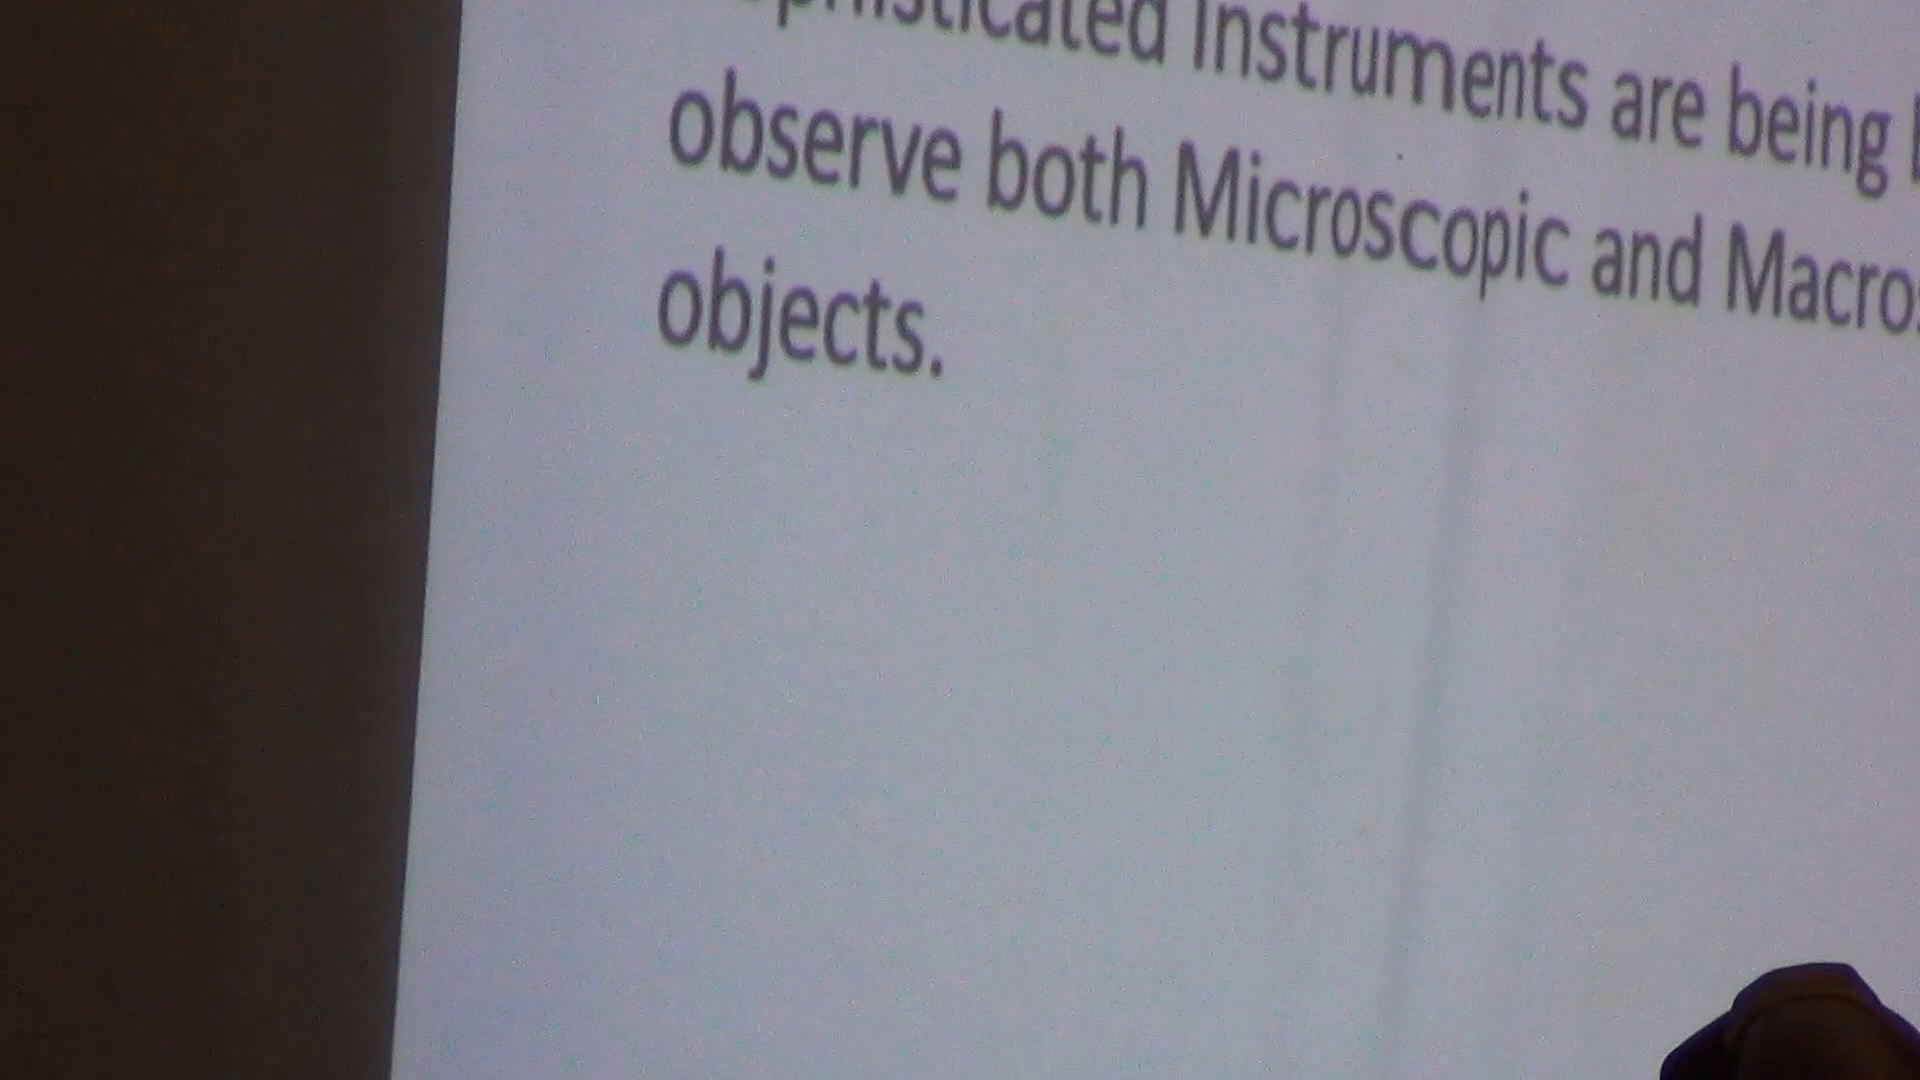 Instruments are being
observe both Microscopic and
objects.